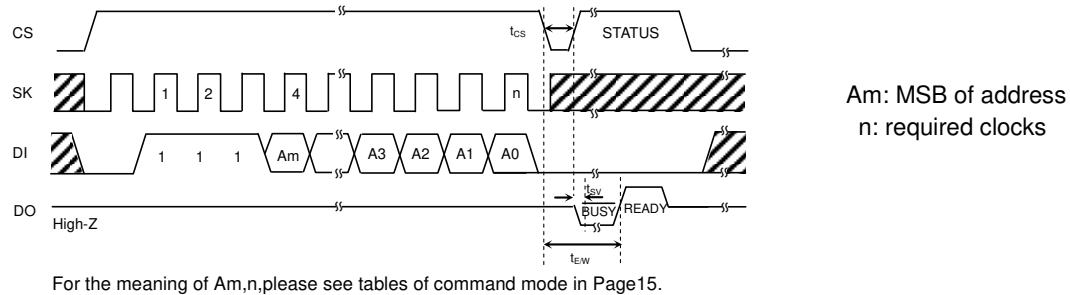 CS
tCS
STATUS
SK
1 2 4 n
Am: MSB of address
n: required clocks
DI
1 1 1 Am A3 A2 A1 A0
tSV
DO
BUSY READY
High-Z
tE/W
For the meaning of Am,n,please see tables of command mode in Page15.